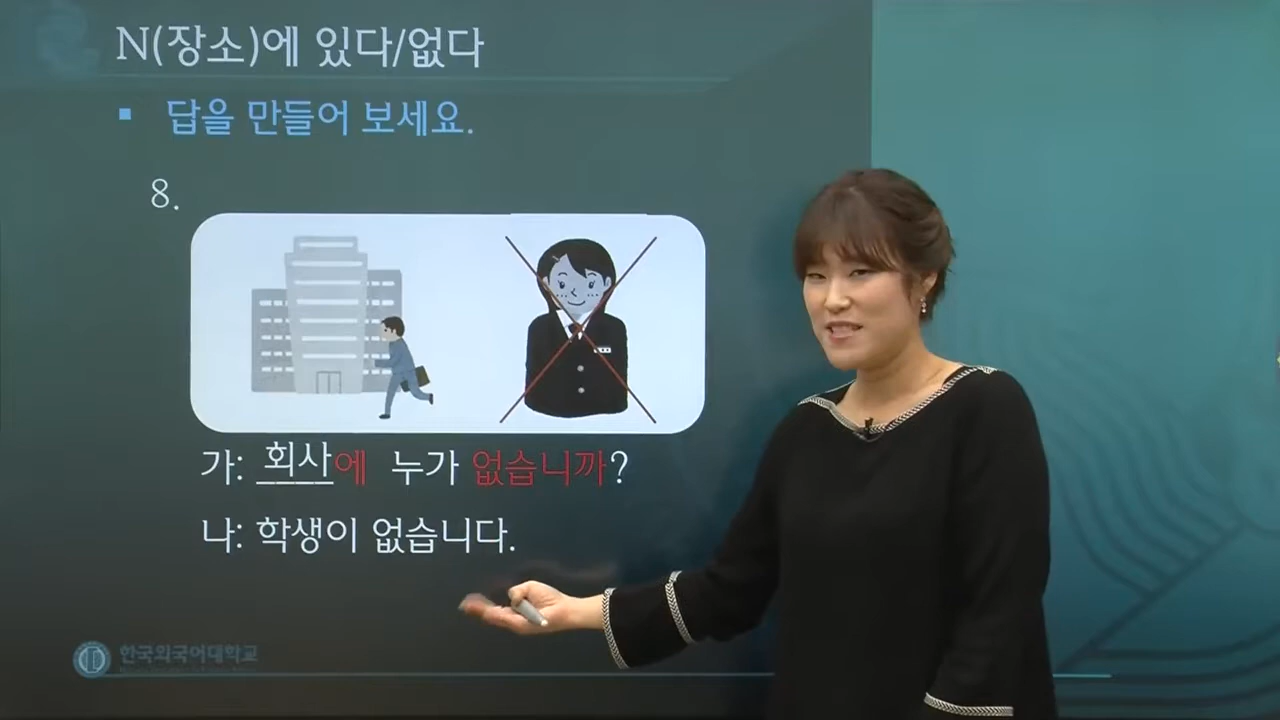 N(장소)에 있다/없다
▪ 답을 만들어 보세요.
8.
가: 회사에 누가 없습니까?
나: 학생이 없습니다.
한국외국어대학교